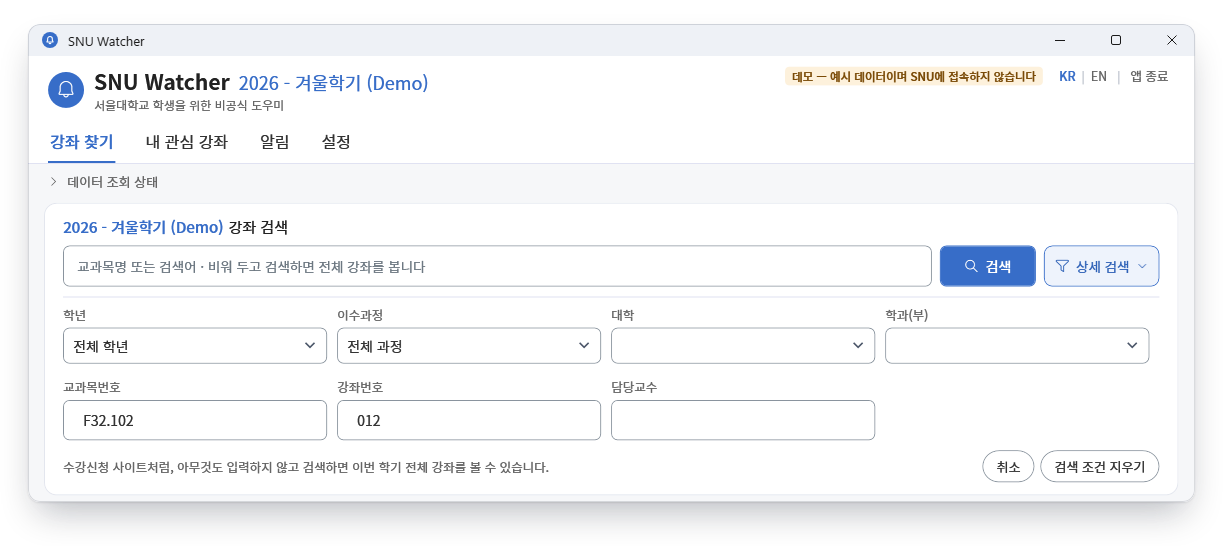 SNU Watcher
SNU Watcher 2026 - 겨울학기 (Demo)
서울대학교 학생을 위한 비공식 도우미
데모 — 예시 데이터이며 SNU에 접속하지 않습니다
KR | EN | 앱 종료
강좌 찾기 내 관심 강좌 알림 설정
데이터 조회 상태
2026 - 겨울학기 (Demo) 강좌 검색
교과목명 또는 검색어 · 비워 두고 검색하면 전체 강좌를 봅니다
검색
상세 검색
학년 이수과정 대학 학과(부)
전체 학년 전체 과정
교과목번호 강좌번호 담당교수
F32.102 012
수강신청 사이트처럼, 아무것도 입력하지 않고 검색하면 이번 학기 전체 강좌를 볼 수 있습니다.
취소 검색 조건 지우기